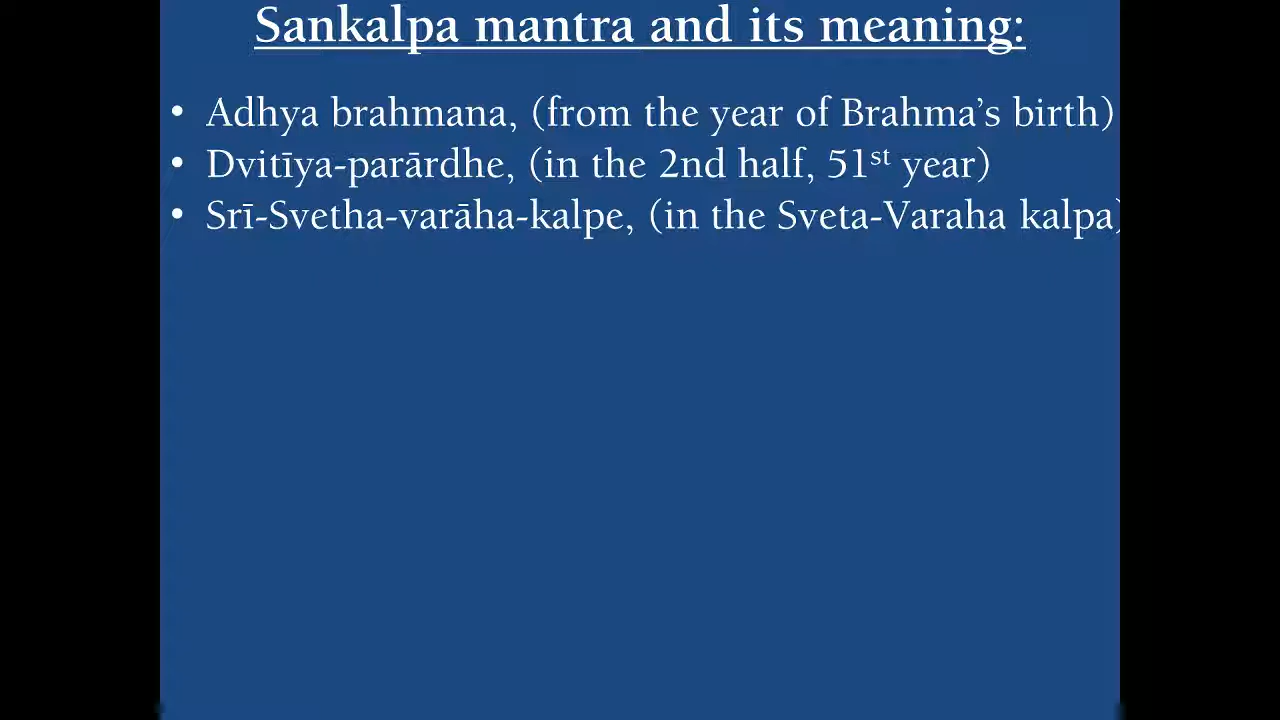 Sankalpa mantra and its meaning:
• Adhya brahmana, (from the year of Brahma’s birth)
• Dvitīya-parārdhe, (in the 2nd half, 51st year)
• Srī-Svetha-varāha-kalpe, (in the Sveta-Varaha kalpa)